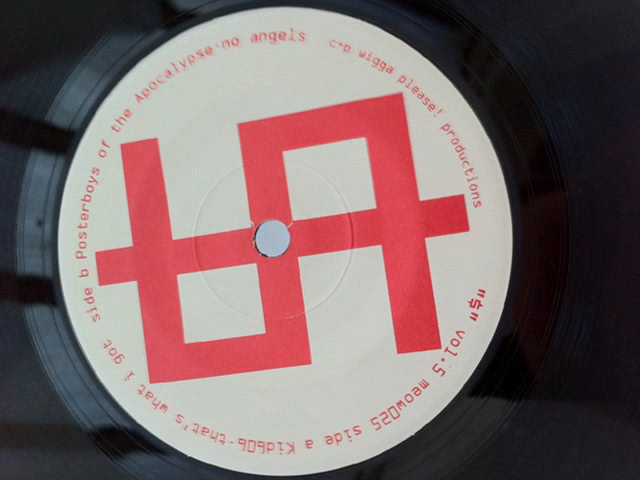 "$" vol.5 meow025 side a Kid606-that's what i got side b Posterboys of the Apocalypse-no angels c+p wigga please! productions